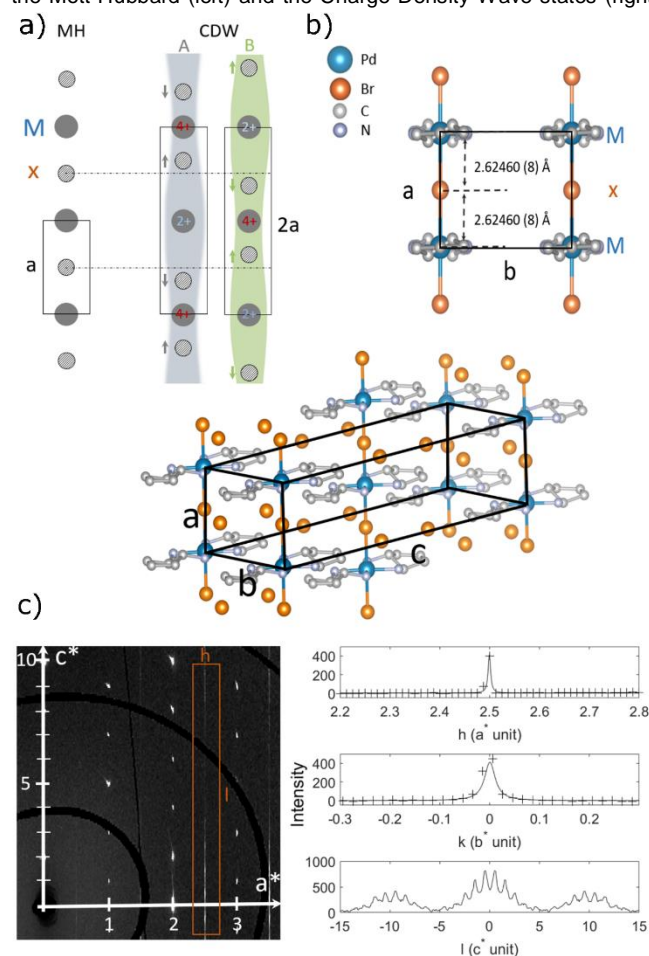 the Mott-Hubbard (left) and the Charge Density Wave states (right
a) MH CDW b)
A B
Pd
Br
C
N
M 4+ 2+ M
2.62460 (8) Å
x a x
2+ 4+ 2a
2.62460 (8) Å
a M
b
4+ 2+
a
b
c
c)
10 c* h
5 l
a*
1 2 3
400
200
0
2.2 2.3 2.4 2.5 2.6 2.7 2.8
h (a* unit)
Intensity
600
400
200
0
-0.3 -0.2 -0.1 0 0.1 0.2
k (b* unit)
1000
500
0
-15 -10 -5 0 5 10 15
l (c* unit)